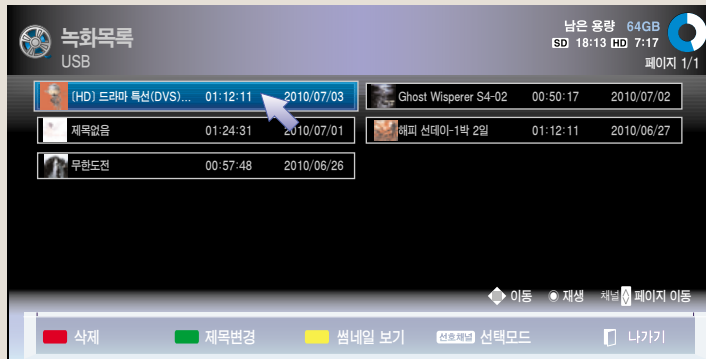 녹화목록
USB
남은 용량 64GB
SD 18:13 HD 7:17
페이지 1/1
(HD) 드라마 특선(DVS)... 01:12:11 2010/07/03
Ghost Wisperer S4-02 00:50:17 2010/07/02
제목없음 01:24:31 2010/07/01
해피 선데이-1박 2일 01:12:11 2010/06/27
무한도전 00:57:48 2010/06/26
이동 재생 채널 페이지 이동
삭제 제목변경 썸네일 보기 선호채널 선택모드 나가기